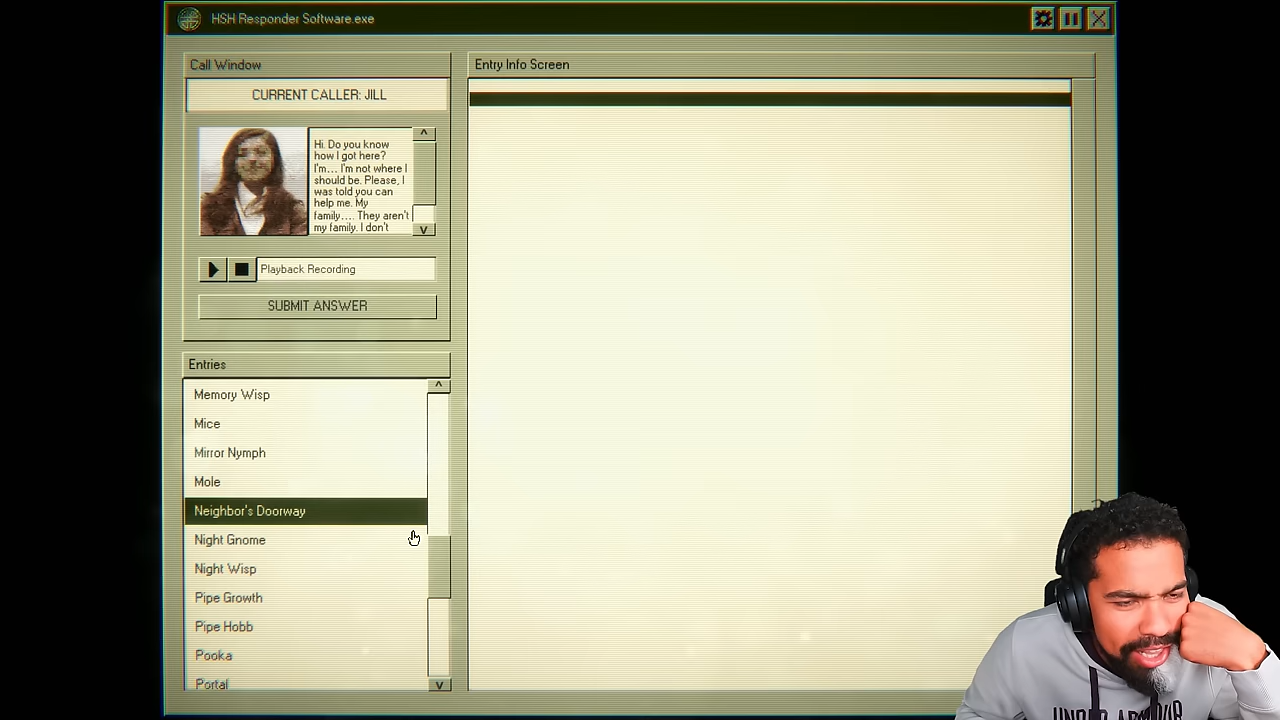 HSH Responder Software.exe
Call Window
CURRENT CALLER: JILL
Hi. Do you know
how I got here?
I'm... I'm not where I
should be. Please, I
was told you can
help me. My
family.... They aren't
my family. I don't
Playback Recording
SUBMIT ANSWER
Entries
Memory Wisp
Mice
Mirror Nymph
Mole
Neighbor's Doorway
Night Gnome
Night Wisp
Pipe Growth
Pipe Hobb
Pooka
Portal
Entry Info Screen
UNDER ARMOUR